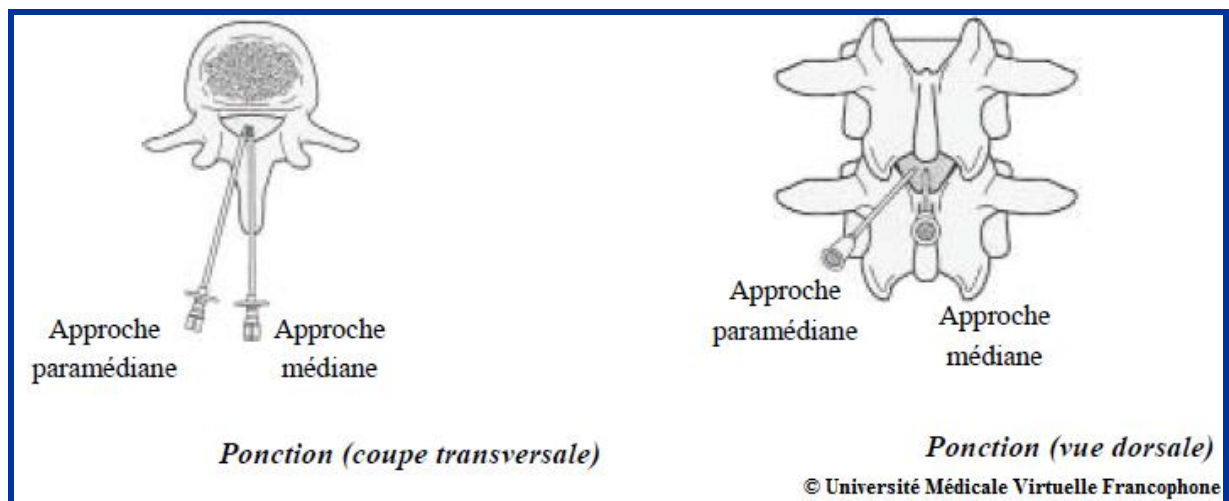 Approche
paramédiane
Approche
médiane
Ponction (coupe transversale)
Approche
paramédiane
Approche
médiane
Ponction (vue dorsale)
© Université Médicale Virtuelle Francophone